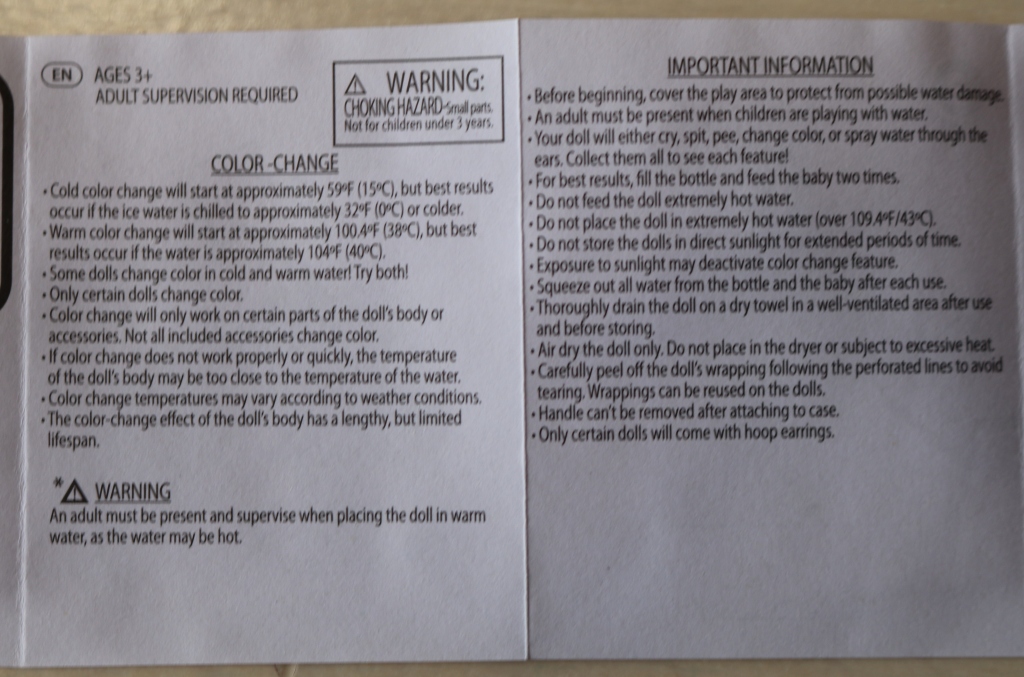 EN AGES 3+
ADULT SUPERVISION REQUIRED
WARNING:
CHOKING HAZARD-Small parts.
Not for children under 3 years.
COLOR-CHANGE
• Cold color change will start at approximately 59ºF (15ºC), but best results
occur if the ice water is chilled to approximately 32ºF (0ºC) or colder.
• Warm color change will start at approximately 100.4ºF (38ºC), but best
results occur if the water is approximately 104ºF (40ºC).
• Some dolls change color in cold and warm water! Try both!
• Only certain dolls change color.
• Color change will only work on certain parts of the doll's body or
accessories. Not all included accessories change color.
• If color change does not work properly or quickly, the temperature
of the doll's body may be too close to the temperature of the water.
• Color change temperatures may vary according to weather conditions.
• The color-change effect of the doll's body has a lengthy, but limited
lifespan.
* WARNING
An adult must be present and supervise when placing the doll in warm
water, as the water may be hot.
IMPORTANT INFORMATION
• Before beginning, cover the play area to protect from possible water damage.
• An adult must be present when children are playing with water.
• Your doll will either cry, spit, pee, change color, or spray water through the
ears. Collect them all to see each feature!
• For best results, fill the bottle and feed the baby two times.
• Do not feed the doll extremely hot water.
• Do not place the doll in extremely hot water (over 109.4ºF/43ºC).
• Do not store the dolls in direct sunlight for extended periods of time.
• Exposure to sunlight may deactivate color change feature.
• Squeeze out all water from the bottle and the baby after each use.
• Thoroughly drain the doll on a dry towel in a well-ventilated area after use
and before storing.
• Air dry the doll only. Do not place in the dryer or subject to excessive heat.
• Carefully peel off the doll's wrapping following the perforated lines to avoid
tearing. Wrappings can be reused on the dolls.
• Handle can't be removed after attaching to case.
• Only certain dolls will come with hoop earrings.